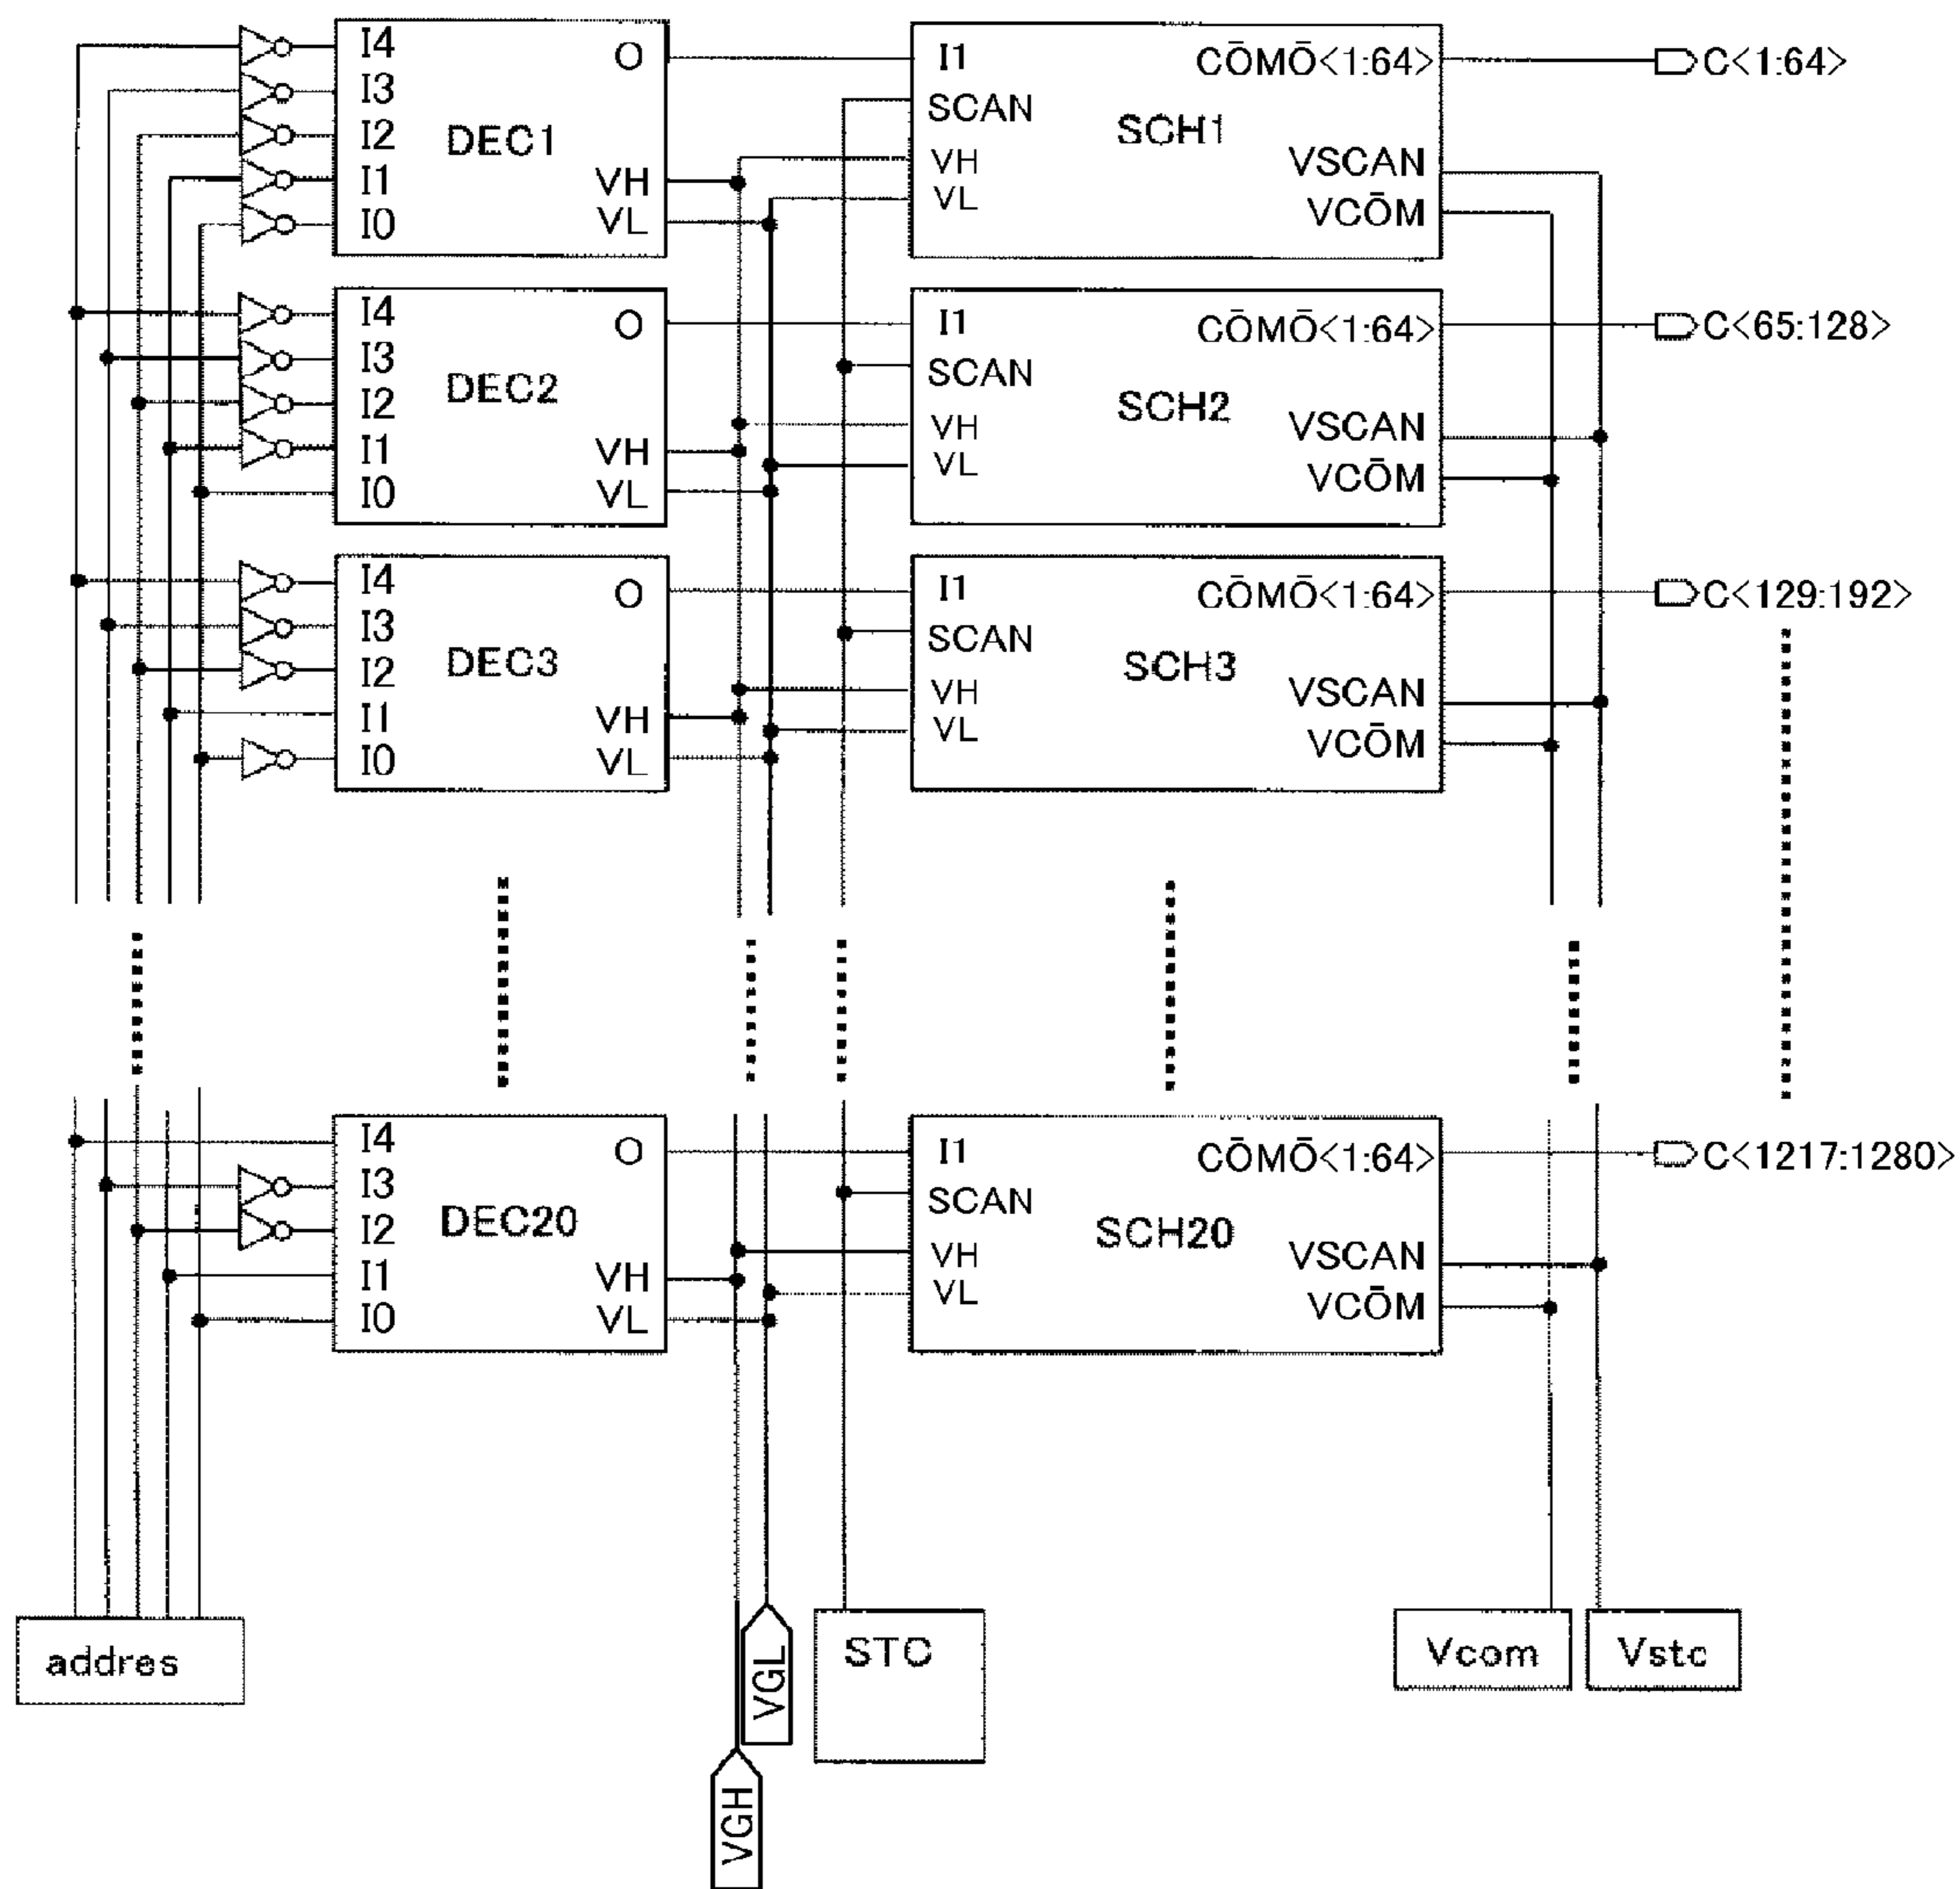 I4
I3
I2
I1
I0
O
DEC1
VH
VL
I1
SCAN
VH
VL
CŌMŌ<1:64>
SCH1
VSCAN
VCŌM
C<1:64>
I4
I3
I2
I1
I0
O
DEC2
VH
VL
I1
SCAN
VH
VL
CŌMŌ<1:64>
SCH2
VSCAN
VCŌM
C<65:128>
I4
I3
I2
I1
I0
O
DEC3
VH
VL
I1
SCAN
VH
VL
CŌMŌ<1:64>
SCH3
VSCAN
VCŌM
C<129:192>
I4
I3
I2
I1
I0
O
DEC20
VH
VL
I1
SCAN
VH
VL
CŌMŌ<1:64>
SCH20
VSCAN
VCŌM
C<1217:1280>
addres
VGH
VGL
STC
Vcom
Vstc